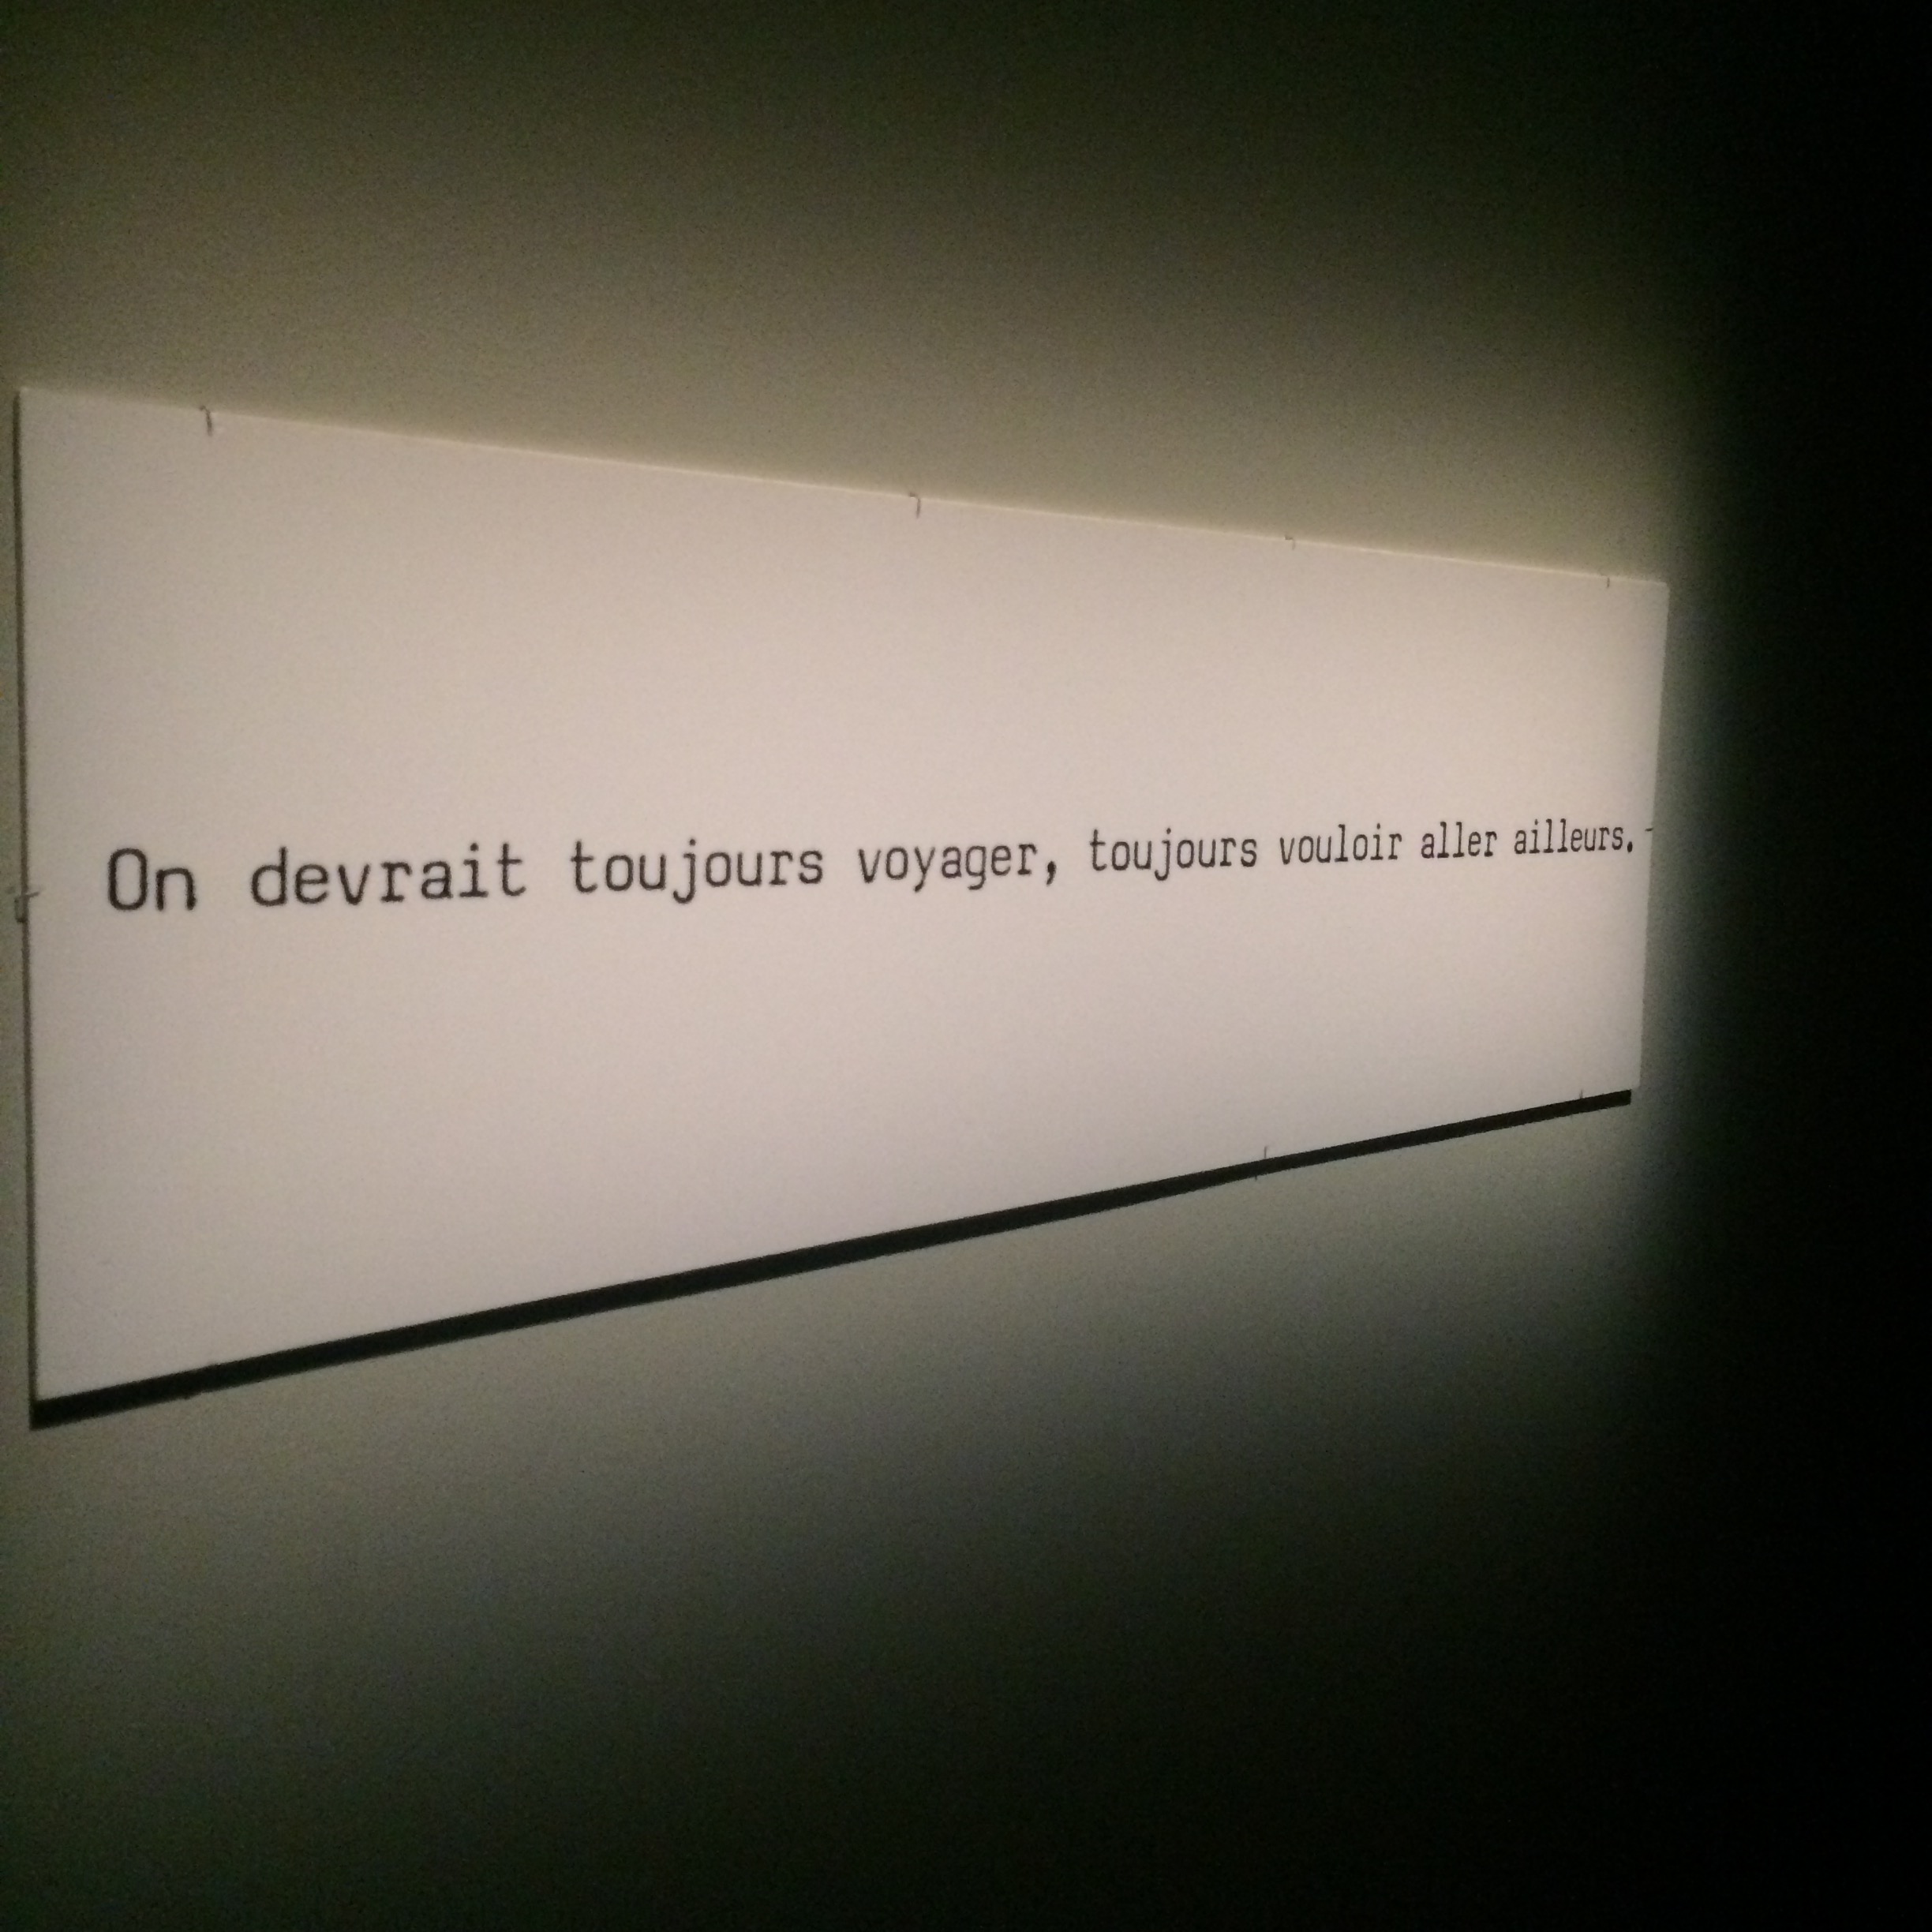 On devrait toujours voyager, toujours vouloir aller ailleurs.